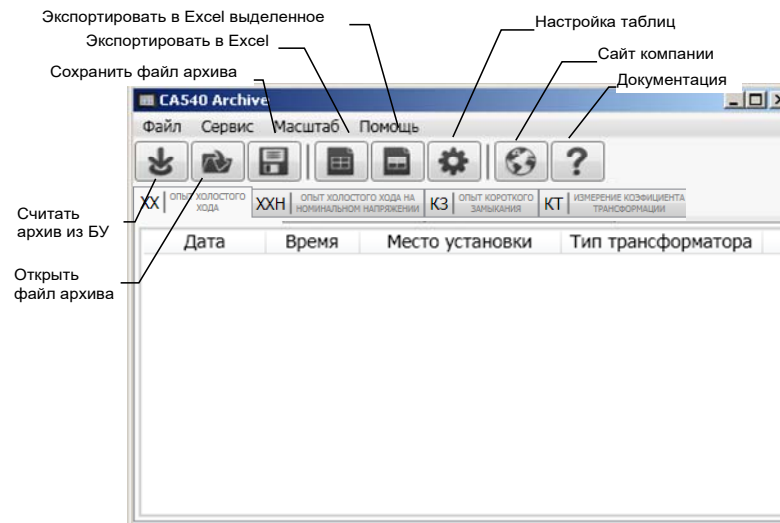 Экспортировать в Excel выделенное
Экспортировать в Excel
Сохранить файл архива
Настройка таблиц
Сайт компании
Документация
CA540 Archive
Файл Сервис Масштаб Помощь
XX ОПЫТ ХОЛОСТОГО
ХОДА
ХХН ОПЫТ ХОЛОСТОГО ХОДА НА
НОМИНАЛЬНОМ НАПРЯЖЕНИИ
КЗ ОПЫТ КОРОТКОГО
ЗАМЫКАНИЯ
КТ ИЗМЕРЕНИЕ КОЭФИЦИЕНТА
ТРАНСФОРМАЦИИ
Считать
архив из БУ
Дата Время Место установки Тип трансформатора
Открыть
файл архива